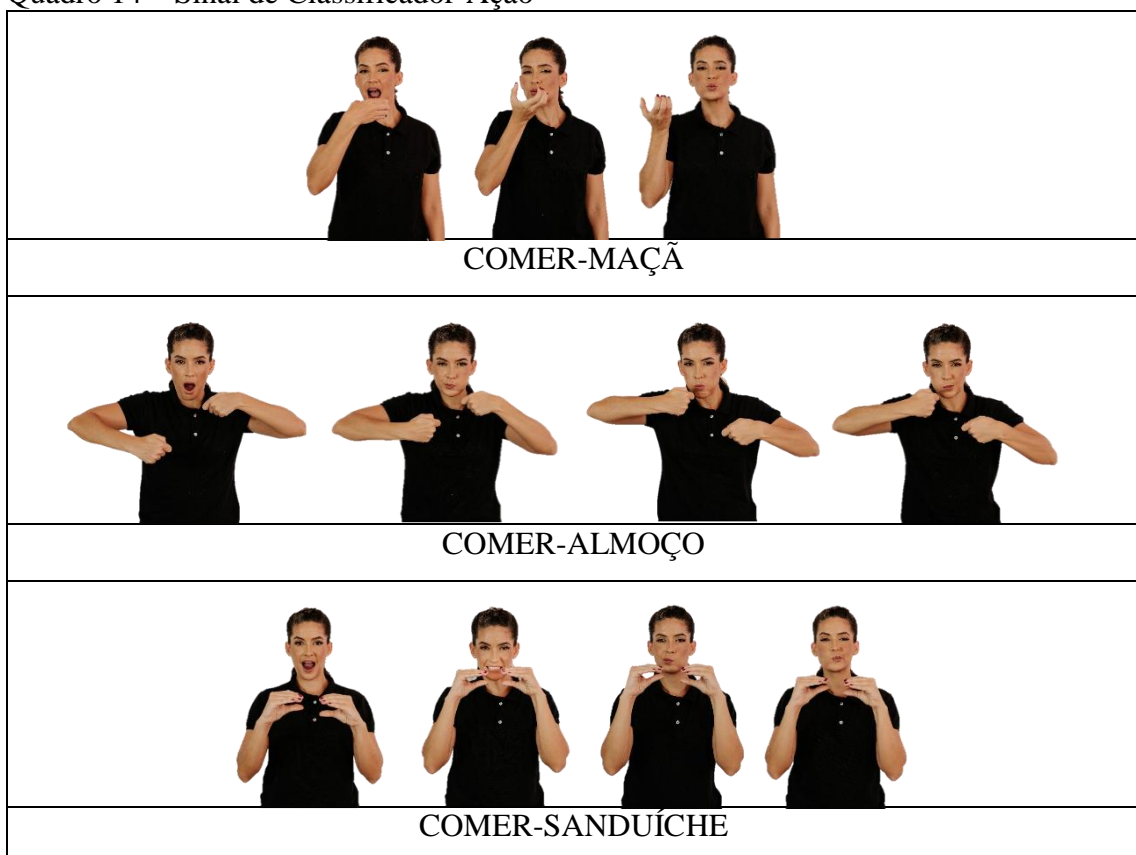 Quadro 14 – Sinal de Classificador Ação
COMER-MAÇÃ
COMER-ALMOÇO
COMER-SANDUÍCHE